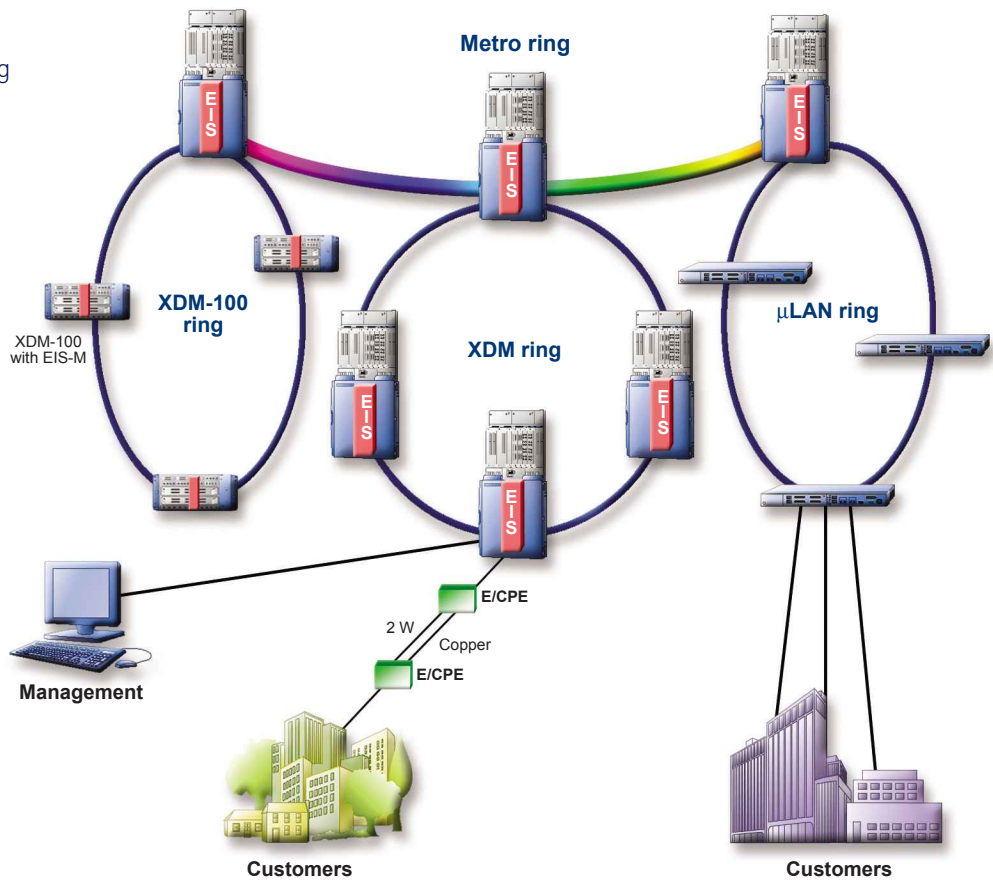 g
Metro ring
EIS
EIS
EIS
XDM-100
ring
XDM-100
with EIS-M
XDM ring
µLAN ring
EIS
EIS
EIS
E/CPE
2 W
Copper
E/CPE
Management
Customers
Customers